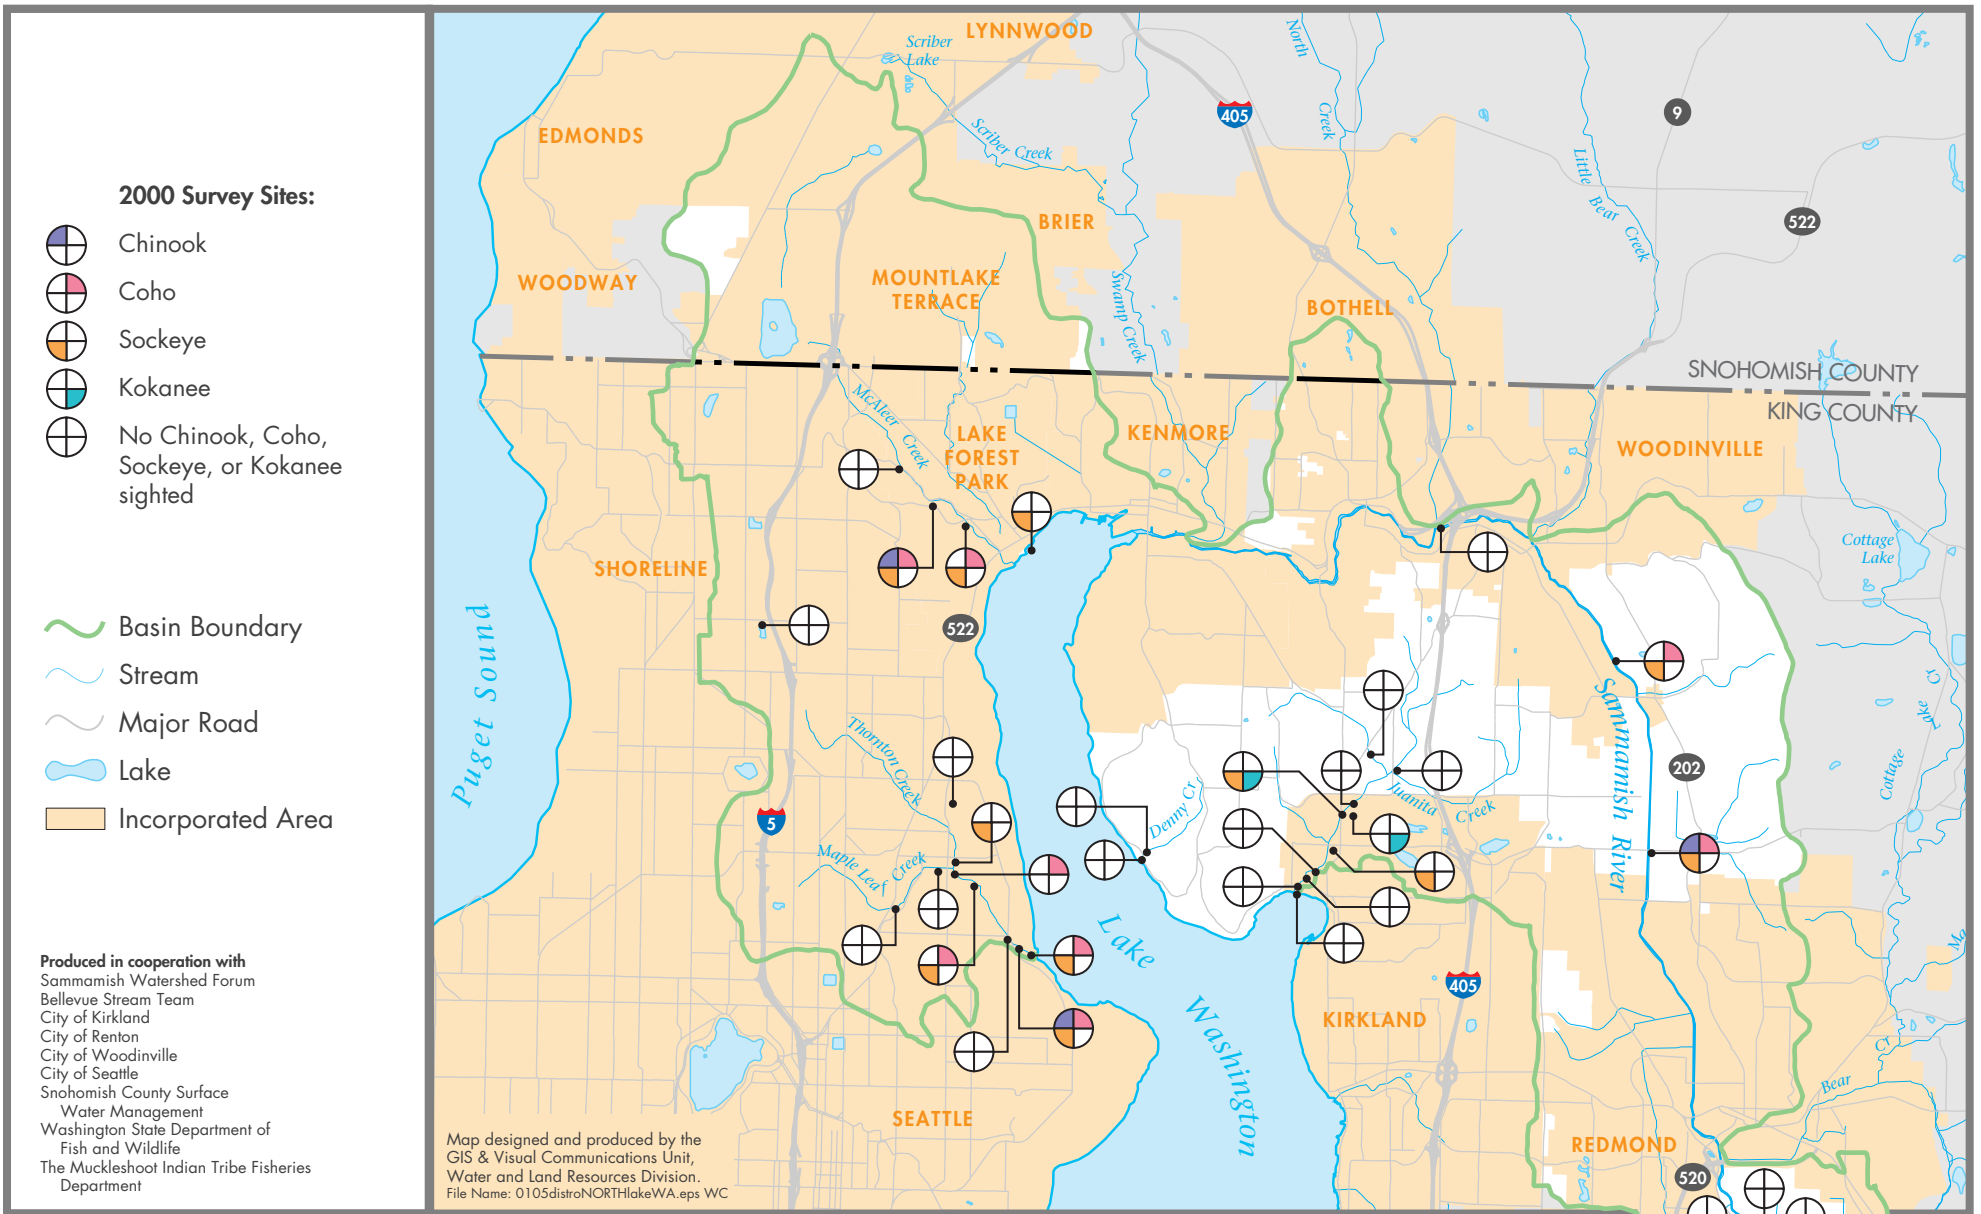 2000 Survey Sites:
Chinook
Coho
Sockeye
Kokanee
No Chinook, Coho,
Sockeye, or Kokanee
sighted
Basin Boundary
Stream
Major Road
Lake
Incorporated Area
Produced in cooperation with
Sammamish Watershed Forum
Bellevue Stream Team
City of Kirkland
City of Renton
City of Woodinville
City of Seattle
Snohomish County Surface
Water Management
Washington State Department of
Fish and Wildlife
The Muckleshoot Indian Tribe Fisheries
Department
LYNNWOOD
Scriber
Lake
North
Creek
405
9
EDMONDS
Scriber Creek
Little Bear Creek
BRIER
522
WOODWAY
MOUNTLAKE
TERRACE
Swamp Creek
BOTHELL
SNOHOMISH COUNTY
KING COUNTY
McAleer Creek
LAKE
FOREST
PARK
KENMORE
WOODINVILLE
Cottage
Lake
SHORELINE
522
Puget Sound
Sammamish River
Cottage Lake Cr
202
Thornton Creek
Juanita Creek
Denny Cr
5
Maple Leaf Creek
Lake Washington
405
KIRKLAND
Bear Cr
SEATTLE
REDMOND
520
Map designed and produced by the
GIS & Visual Communications Unit,
Water and Land Resources Division.
File Name: 0105distroNORTHlakeWA.eps WC